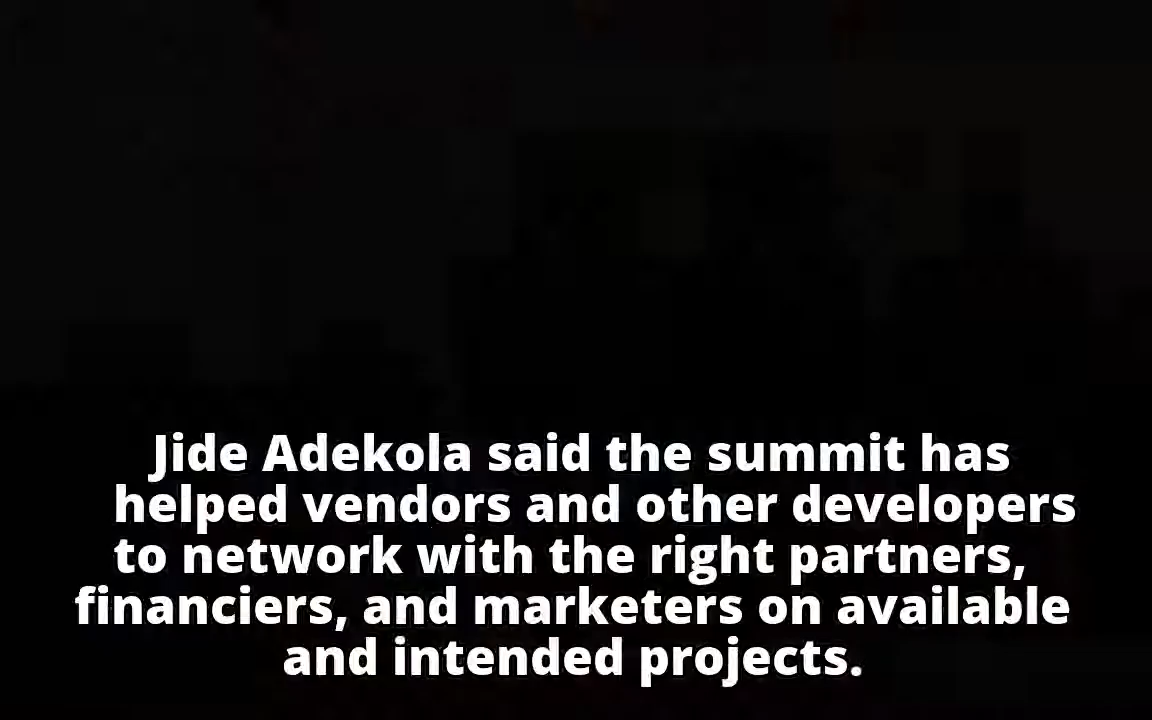 Jide Adekola said the summit has
helped vendors and other developers
to network with the right partners,
financiers, and marketers on available
and intended projects.